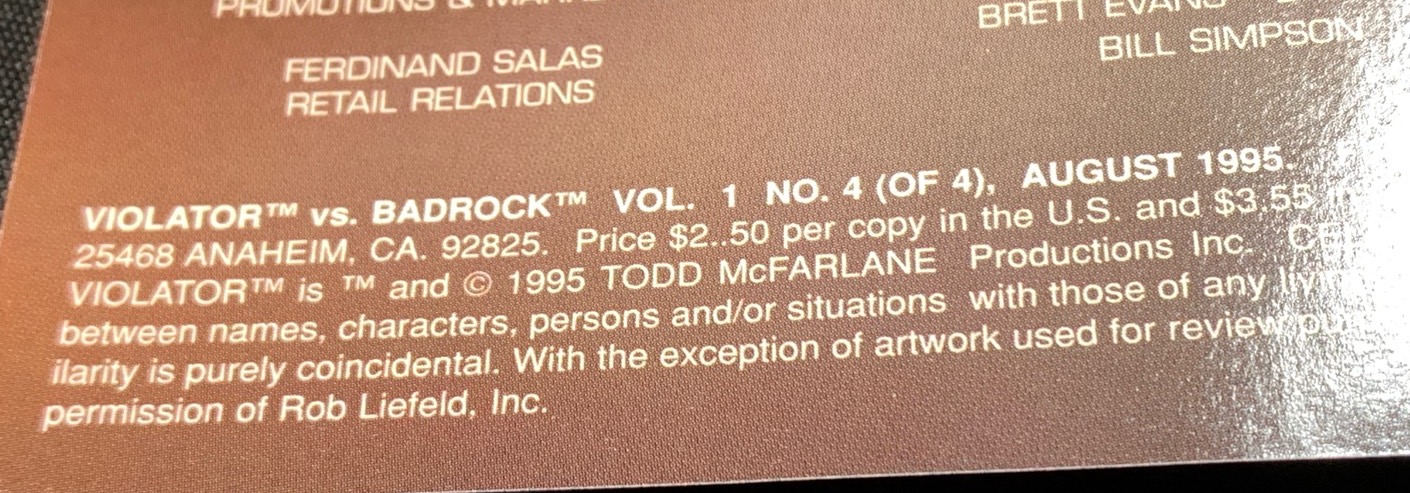 PROMOTIONS &
FERDINAND SALAS
RETAIL RELATIONS
BRETT EVANS
BILL SIMPSON
VIOLATOR™ vs. BADROCK™ VOL. 1 NO. 4 (OF 4), AUGUST 1995.
25468 ANAHEIM, CA. 92825. Price $2..50 per copy in the U.S. and $3.55
VIOLATOR™ is ™ and © 1995 TODD McFARLANE Productions Inc.
between names, characters, persons and/or situations with those of any
ilarity is purely coincidental. With the exception of artwork used for review
permission of Rob Liefeld, Inc.